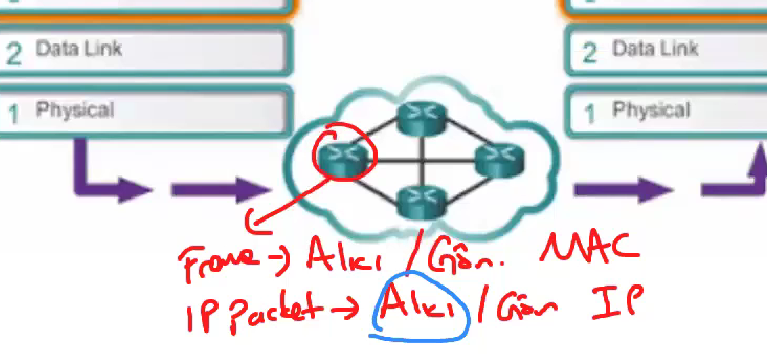 2 Data Link
1 Physical
2 Data Link
1 Physical
Frame → Alıcı / Gön. MAC
IP Packet → Alıcı / Gön IP